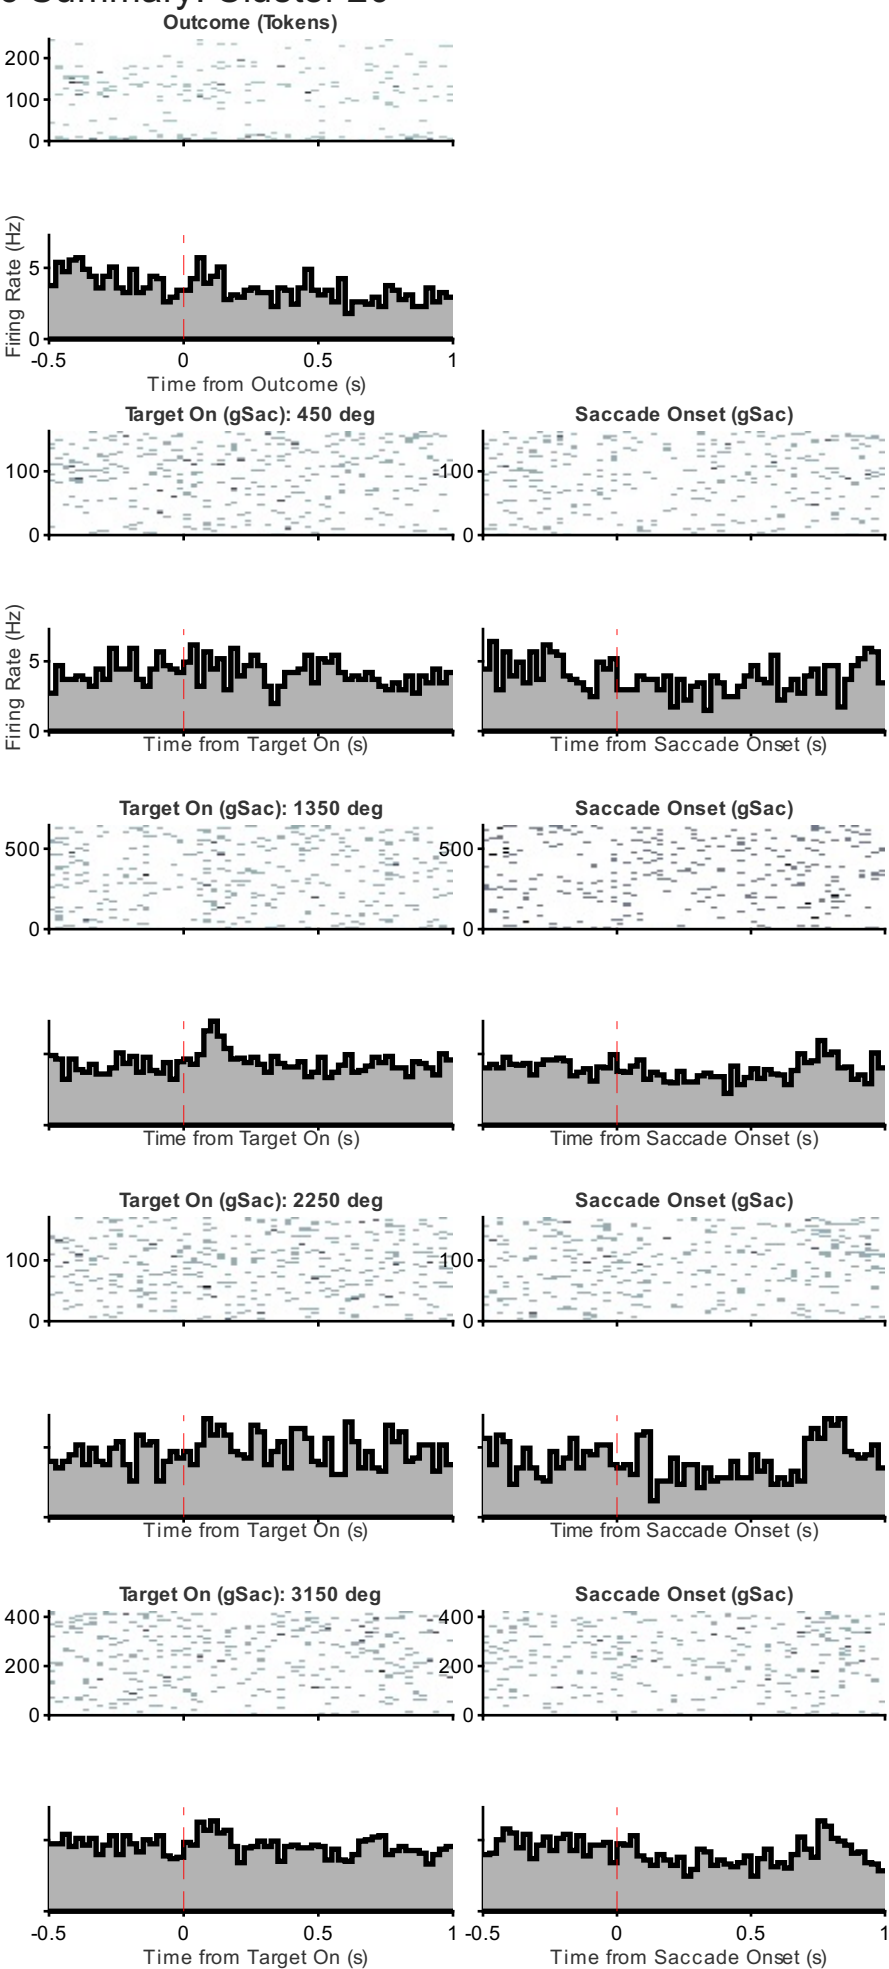 Summary: Cluster 20
Outcome (Tokens)
200
100
0
Firing Rate (Hz)
5
0
-0.5 0 0.5 1
Time from Outcome (s)
Target On (gSac): 450 deg Saccade Onset (gSac)
100 100
0 0
Firing Rate (Hz)
5
0
Time from Target On (s) Time from Saccade Onset (s)
Target On (gSac): 1350 deg Saccade Onset (gSac)
500 500
0 0
Time from Target On (s) Time from Saccade Onset (s)
Target On (gSac): 2250 deg Saccade Onset (gSac)
100 100
0 0
Time from Target On (s) Time from Saccade Onset (s)
Target On (gSac): 3150 deg Saccade Onset (gSac)
400 400
200 200
0 0
-0.5 0 0.5 1 -0.5 0 0.5 1
Time from Target On (s) Time from Saccade Onset (s)